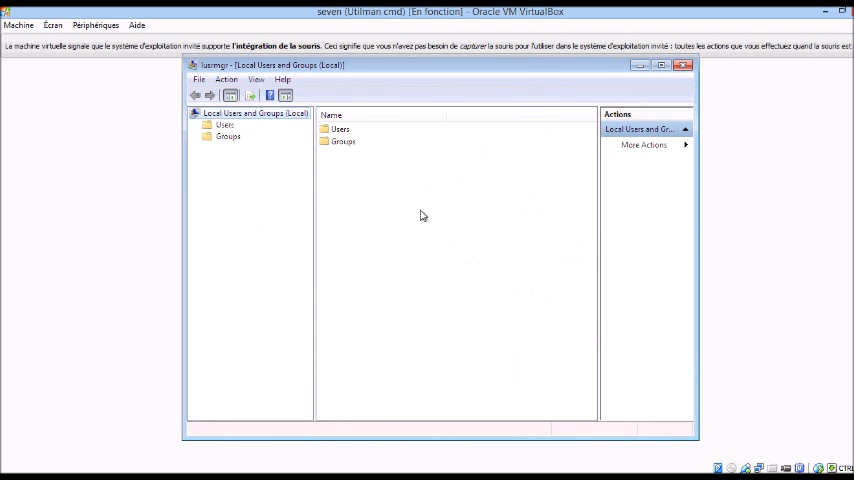 seven (Utilman cmd) [En fonction] - Oracle VM VirtualBox
Machine Écran Périphériques Aide
La machine virtuelle signale que le système d'exploitation invité supporte l'intégration de la souris. Ceci signifie que vous n'avez pas besoin de capturer la souris pour l'utiliser dans le système d'exploitation invité : toutes les actions que vous effectuez quand la souris est
lusrmgr - [Local Users and Groups (Local)]
File Action View Help
Local Users and Groups (Local)
Users
Groups
Name
Users
Groups
Actions
Local Users and Gr...
More Actions
CTRL